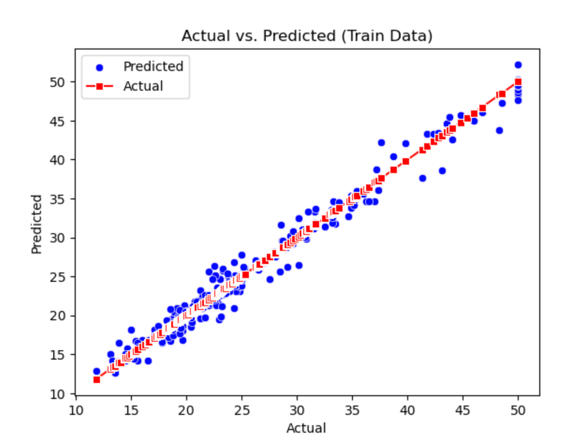 Actual vs. Predicted (Train Data)
Predicted
Actual
50
45
40
35
30
25
20
15
10
Predicted
10 15 20 25 30 35 40 45 50
Actual